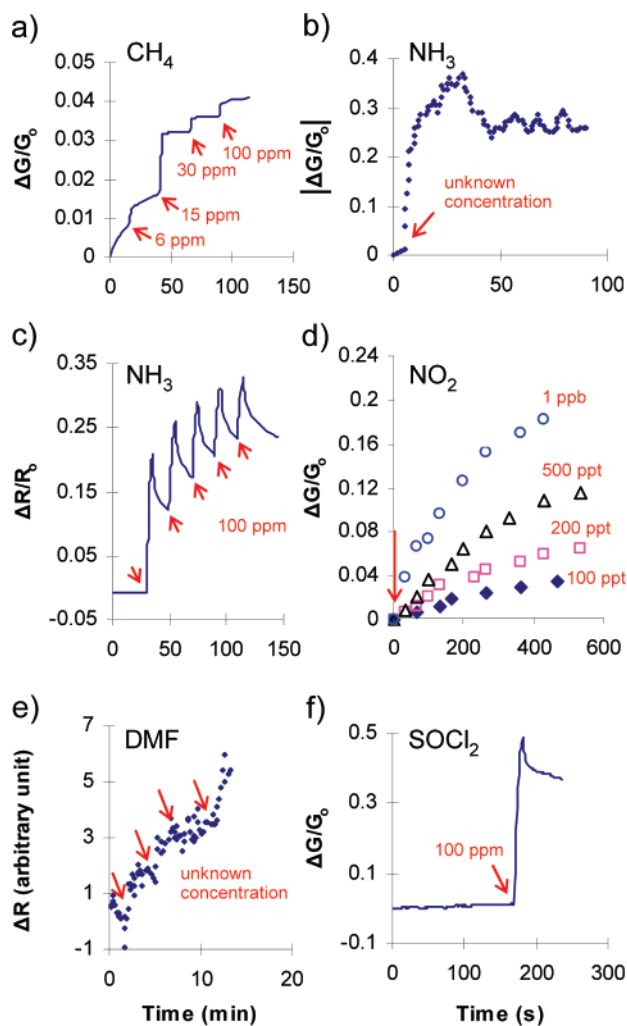 a)
CH₄
ΔG/Gₒ
0.05
0.04
0.03
0.02
0.01
0
0 50 100 150
6 ppm
15 ppm
30 ppm
100 ppm
b)
NH₃
|ΔG/Gₒ|
0.4
0.3
0.2
0.1
0
0 50 100
unknown
concentration
c)
NH₃
ΔR/Rₒ
0.35
0.25
0.15
0.05
-0.05
0 50 100 150
100 ppm
d)
NO₂
ΔG/Gₒ
0.24
0.2
0.16
0.12
0.08
0.04
0
0 200 400 600
1 ppb
500 ppt
200 ppt
100 ppt
e)
DMF
ΔR (arbitrary unit)
7
5
3
1
-1
0 10 20
unknown
concentration
Time (min)
f)
SOCl₂
ΔG/Gₒ
0.5
0.3
0.1
-0.1
0 100 200 300
100 ppm
Time (s)